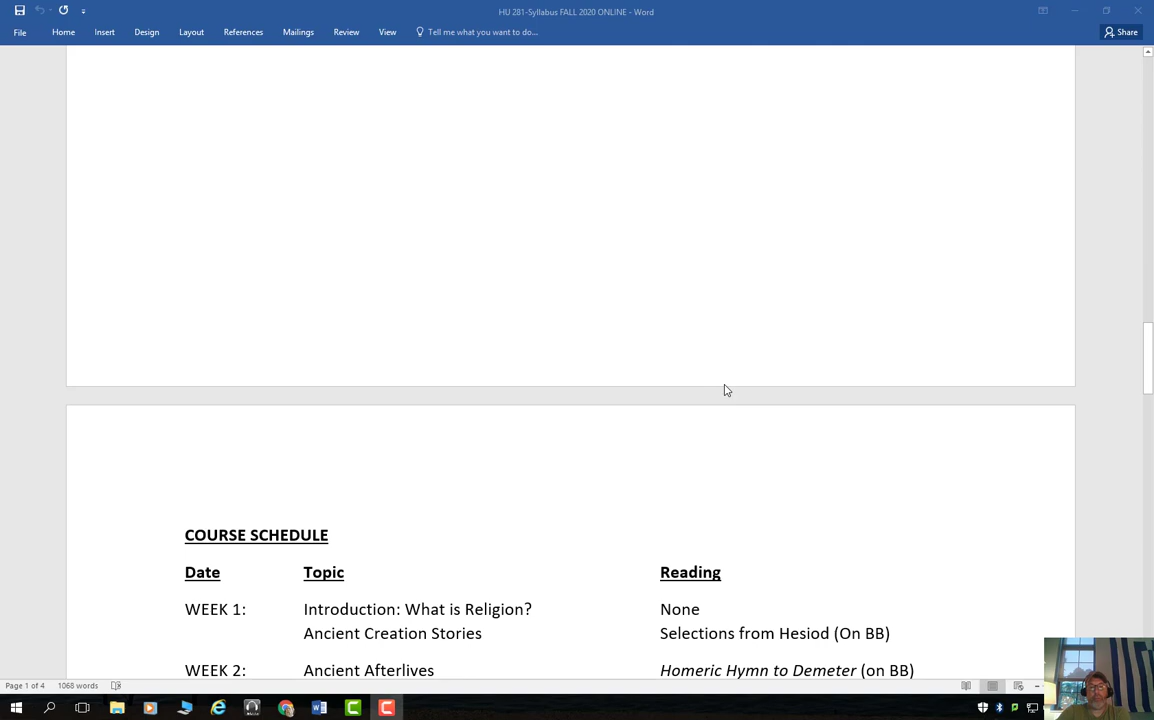 HU 281-Syllabus FALL 2020 ONLINE - Word
File Home Insert Design Layout References Mailings Review View Tell me what you want to do... Share
COURSE SCHEDULE
Date Topic Reading
WEEK 1: Introduction: What is Religion? None
Ancient Creation Stories Selections from Hesiod (On BB)
WEEK 2: Ancient Afterlives Homeric Hymn to Demeter (on BB)
Page 1 of 4 1068 words